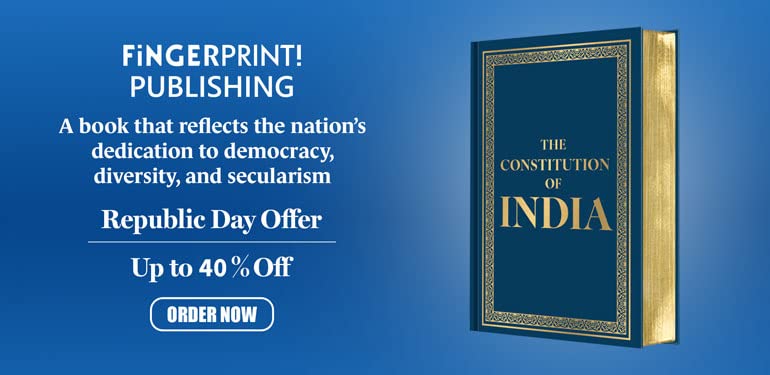 FiNGERPRINT!
PUBLISHING
A book that reflects the nation's
dedication to democracy,
diversity, and secularism
Republic Day Offer
Up to 40% Off
ORDER NOW
THE
CONSTITUTION
OF
INDIA